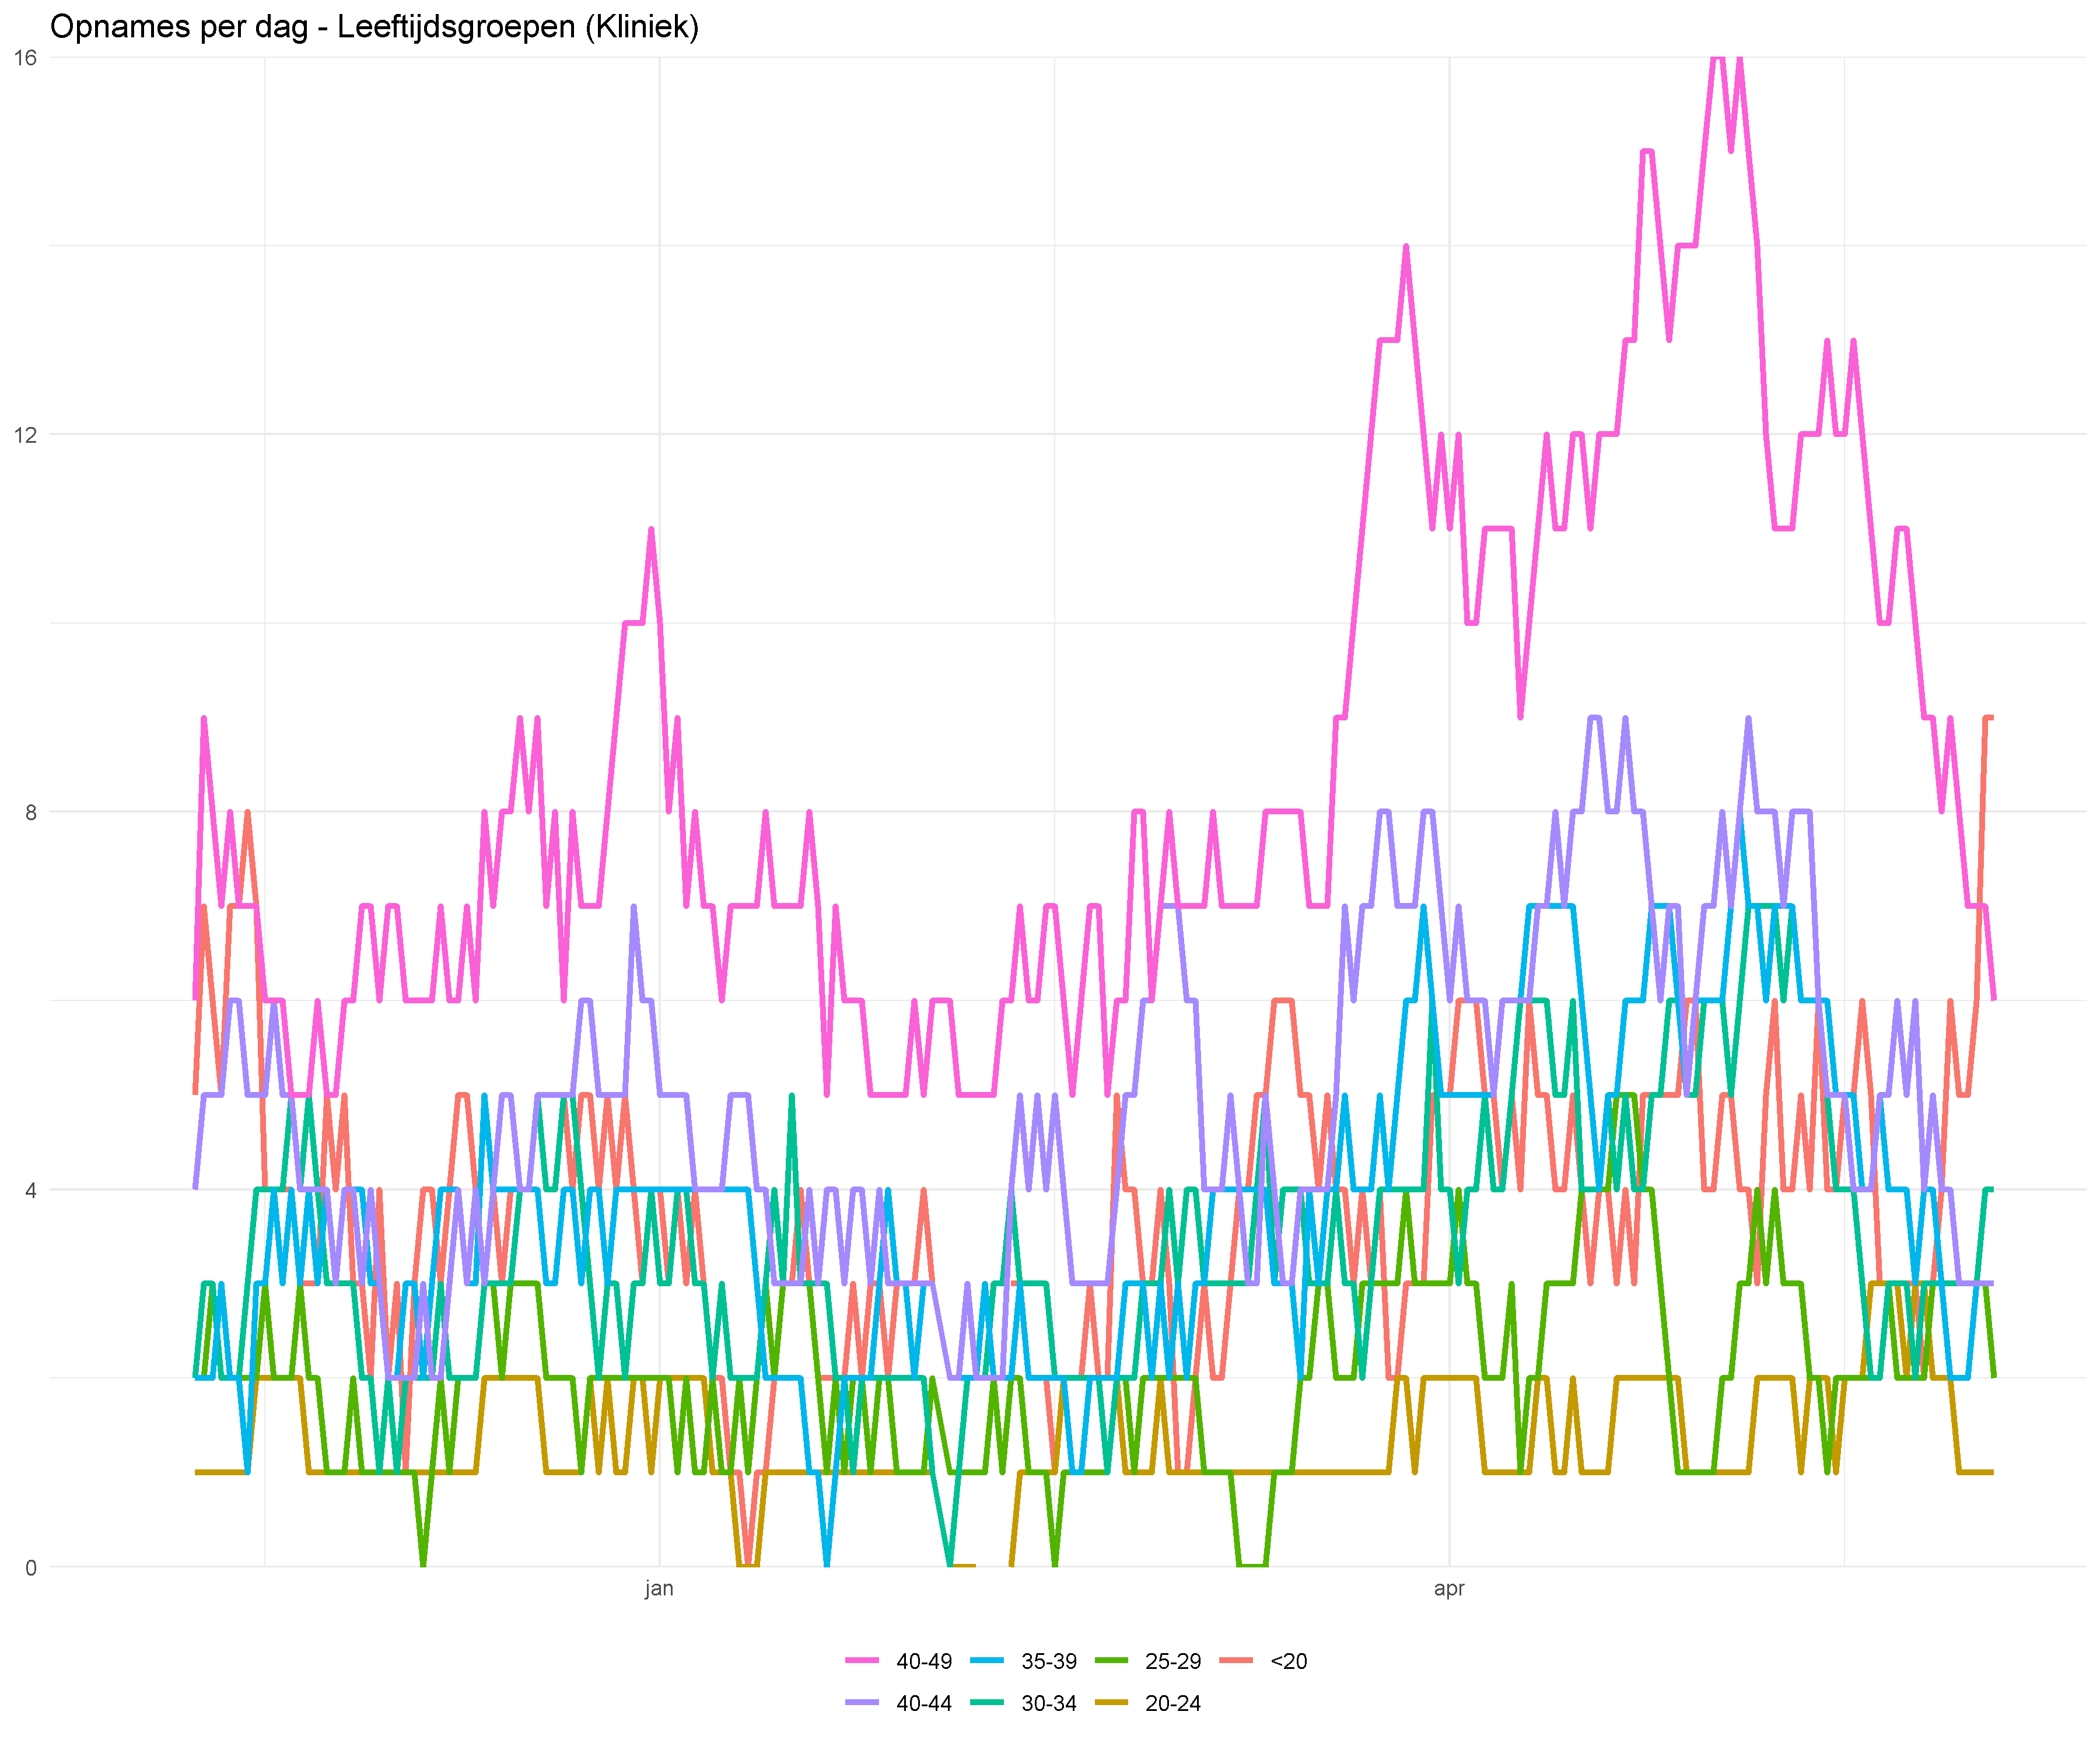 Opnames per dag - Leeftijdsgroepen (Kliniek)
16
12
8
4
0
jan apr
40-49 35-39 25-29 <20
40-44 30-34 20-24